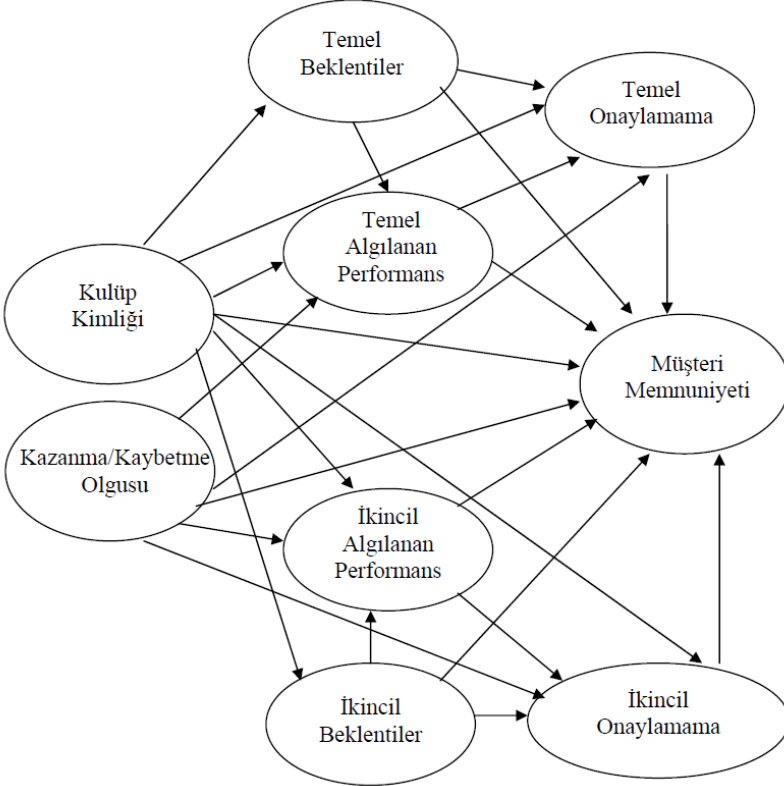 Temel
Beklentiler
Temel
Onaylamama
Temel
Algılanan
Performans
Kulüp
Kimliği
Müşteri
Memnuniyeti
Kazanma/Kaybetme
Olgusu
İkincil
Algılanan
Performans
İkincil
Beklentiler
İkincil
Onaylamama